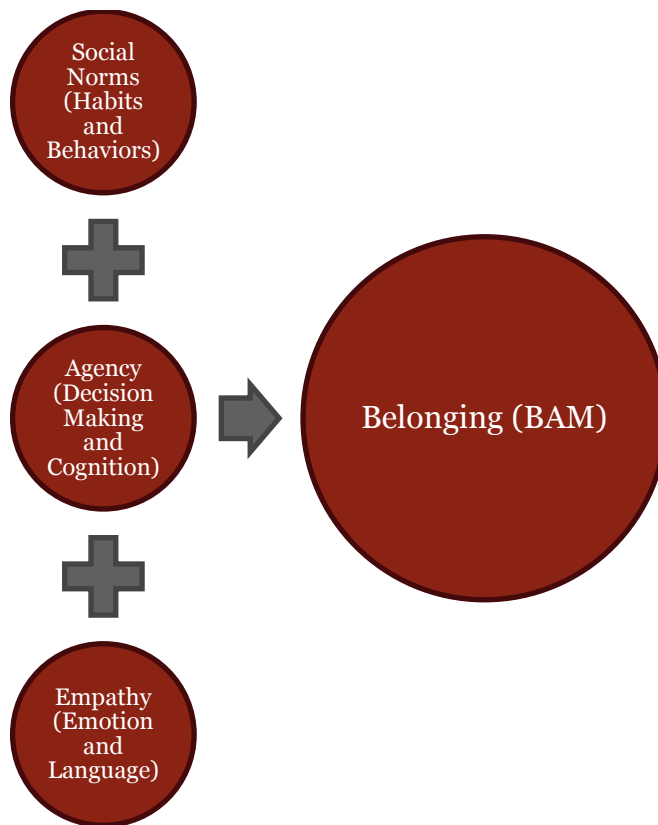 Social
Norms
(Habits
and
Behaviors)
Agency
(Decision
Making
and
Cognition)
Belonging (BAM)
Empathy
(Emotion
and
Language)